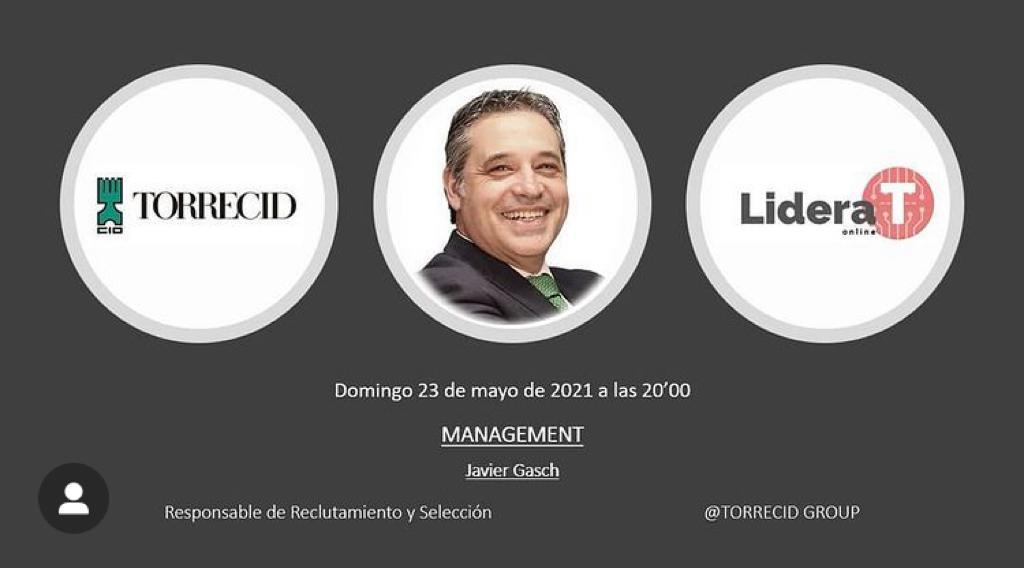 TORRECID
CID
Lidera T
online
Domingo 23 de mayo de 2021 a las 20’00
MANAGEMENT
Javier Gasch
Responsable de Reclutamiento y Selección
@TORRECID GROUP